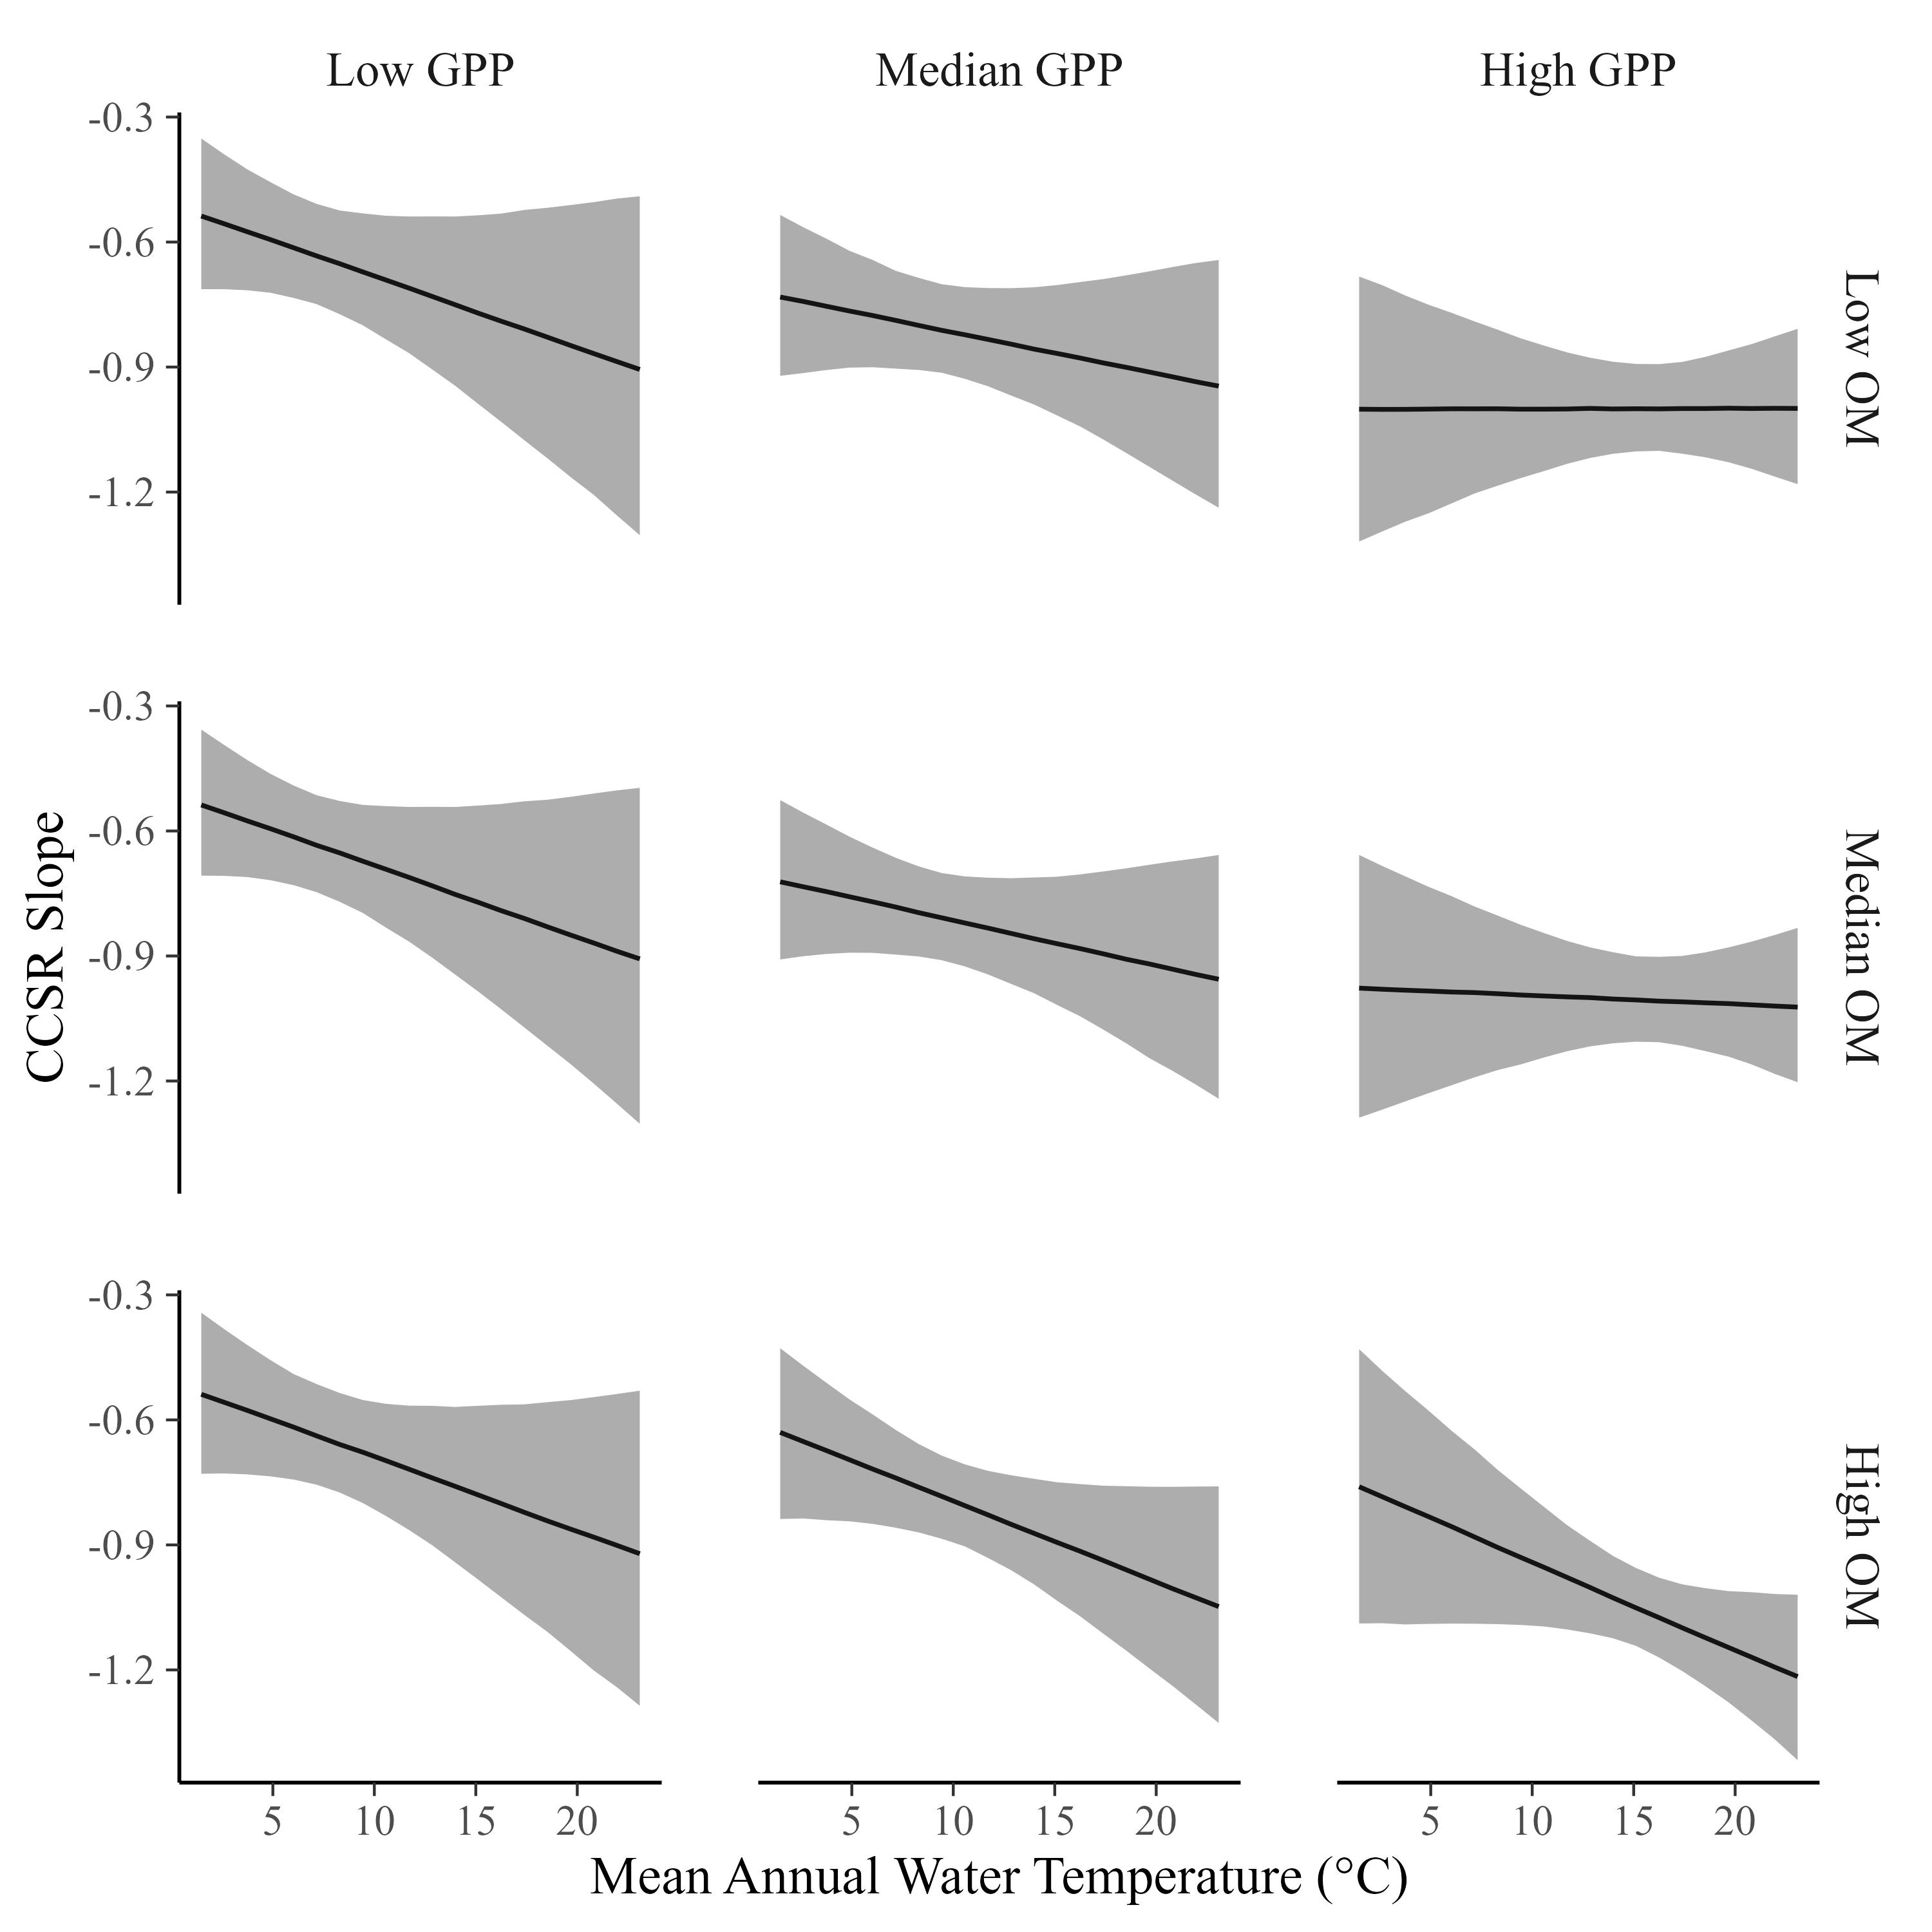 Low GPP Median GPP High GPP
-0.3
-0.6
-0.9
-1.2
Low OM
-0.3
-0.6
-0.9
-1.2
Median OM
CCSR Slope
-0.3
-0.6
-0.9
-1.2
High OM
5 10 15 20 5 10 15 20 5 10 15 20
Mean Annual Water Temperature (°C)